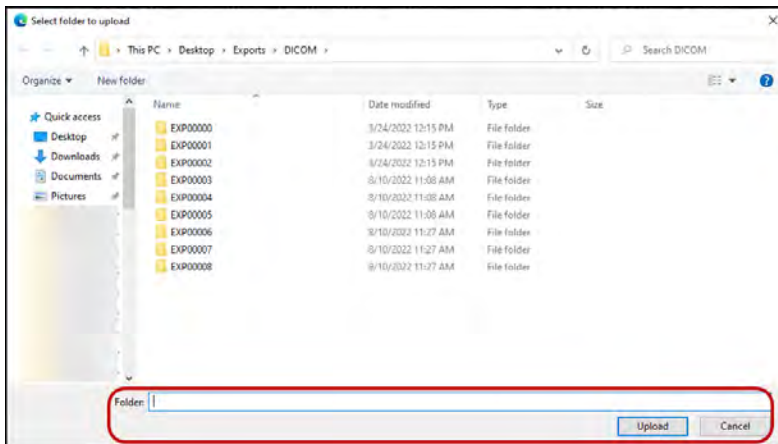 Select folder to upload
This PC › Desktop › Exports › DICOM ›
Search DICOM
Organize
New folder
Name Date modified Type Size
Quick access
Desktop
Downloads
Documents
Pictures
EXP00000 3/24/2022 12:15 PM File folder
EXP00001 3/24/2022 12:15 PM File folder
EXP00002 3/24/2022 12:15 PM File folder
EXP00003 8/10/2022 11:08 AM File folder
EXP00004 8/10/2022 11:08 AM File folder
EXP00005 8/10/2022 11:08 AM File folder
EXP00006 8/10/2022 11:27 AM File folder
EXP00007 8/10/2022 11:27 AM File folder
EXP00008 8/10/2022 11:27 AM File folder
Folder:
Upload Cancel